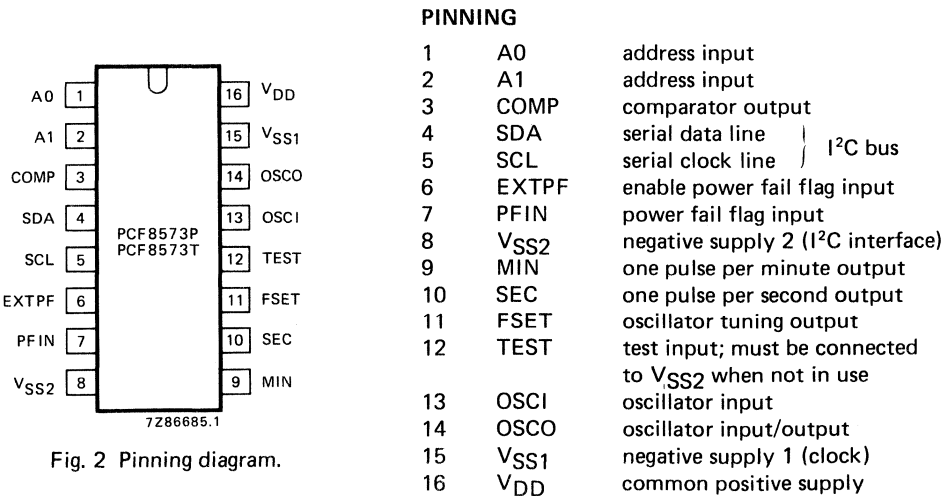 A0 1
A1 2
COMP 3
SDA 4
SCL 5
EXTPF 6
PFIN 7
VSS2 8
PCF8573P
PCF8573T
16 VDD
15 VSS1
14 OSCO
13 OSCI
12 TEST
11 FSET
10 SEC
9 MIN
7Z86685.1
Fig. 2 Pinning diagram.
PINNING
1 A0 address input
2 A1 address input
3 COMP comparator output
4 SDA serial data line
5 SCL serial clock line
I²C bus
6 EXTPF enable power fail flag input
7 PFIN power fail flag input
8 VSS2 negative supply 2 (I²C interface)
9 MIN one pulse per minute output
10 SEC one pulse per second output
11 FSET oscillator tuning output
12 TEST test input; must be connected
to VSS2 when not in use
13 OSCI oscillator input
14 OSCO oscillator input/output
15 VSS1 negative supply 1 (clock)
16 VDD common positive supply